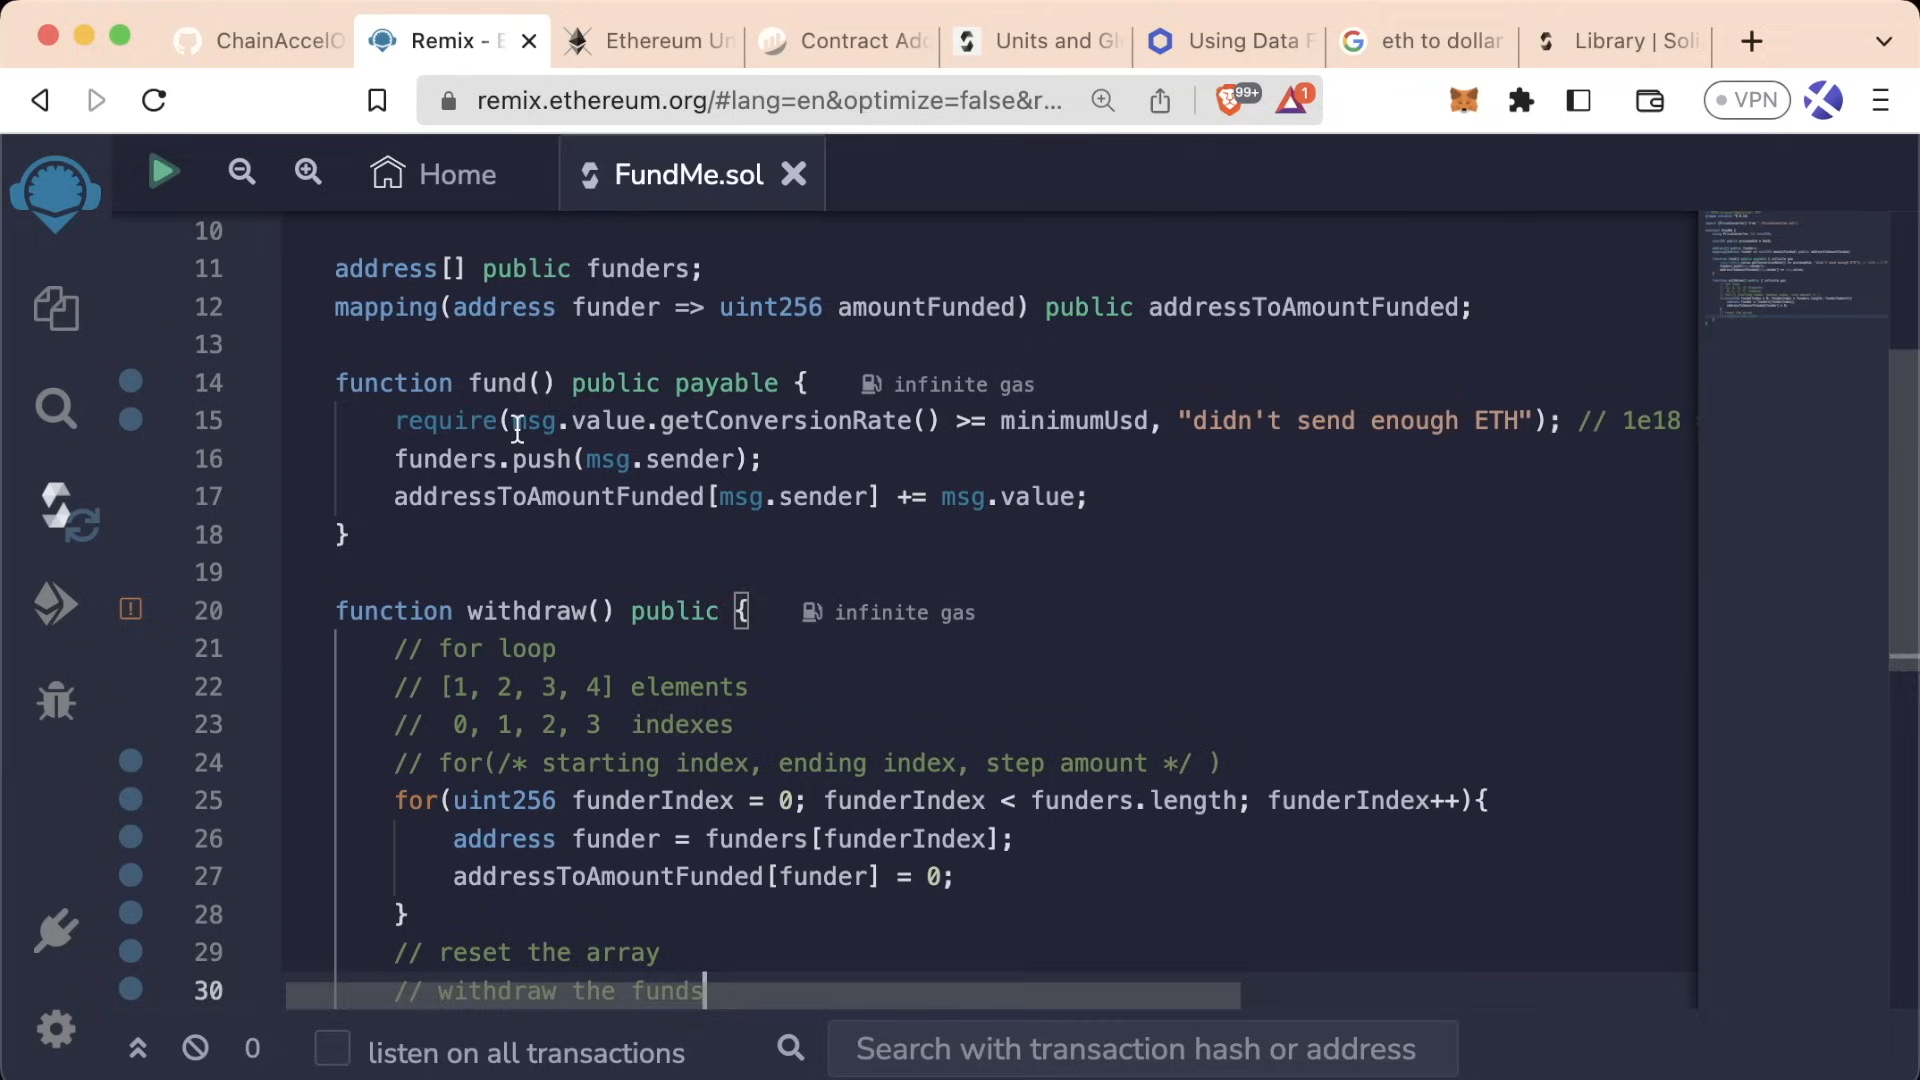 ChainAccelO
Remix - E
Ethereum Un
Contract Add
Units and Gl
Using Data F
eth to dollar
Library | Soli
remix.ethereum.org/#lang=en&optimize=false&r...
99+
1
VPN
Home
FundMe.sol
10
11 address[] public funders;
12 mapping(address funder => uint256 amountFunded) public addressToAmountFunded;
13
14 function fund() public payable { infinite gas
15 require(msg.value.getConversionRate() >= minimumUsd, "didn't send enough ETH"); // 1e18
16 funders.push(msg.sender);
17 addressToAmountFunded[msg.sender] += msg.value;
18 }
19
20 function withdraw() public { infinite gas
21 // for loop
22 // [1, 2, 3, 4] elements
23 // 0, 1, 2, 3 indexes
24 // for(/* starting index, ending index, step amount */ )
25 for(uint256 funderIndex = 0; funderIndex < funders.length; funderIndex++){
26 address funder = funders[funderIndex];
27 addressToAmountFunded[funder] = 0;
28 }
29 // reset the array
30 // withdraw the funds
0
listen on all transactions
Search with transaction hash or address